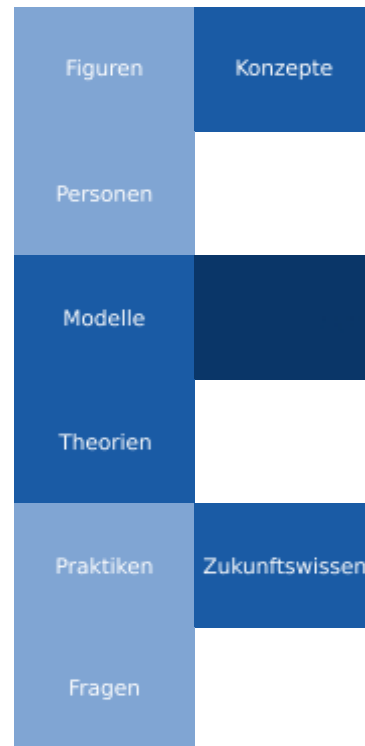 Figuren Konzepte
Personen
Modelle
Theorien
Praktiken Zukunftswissen
Fragen